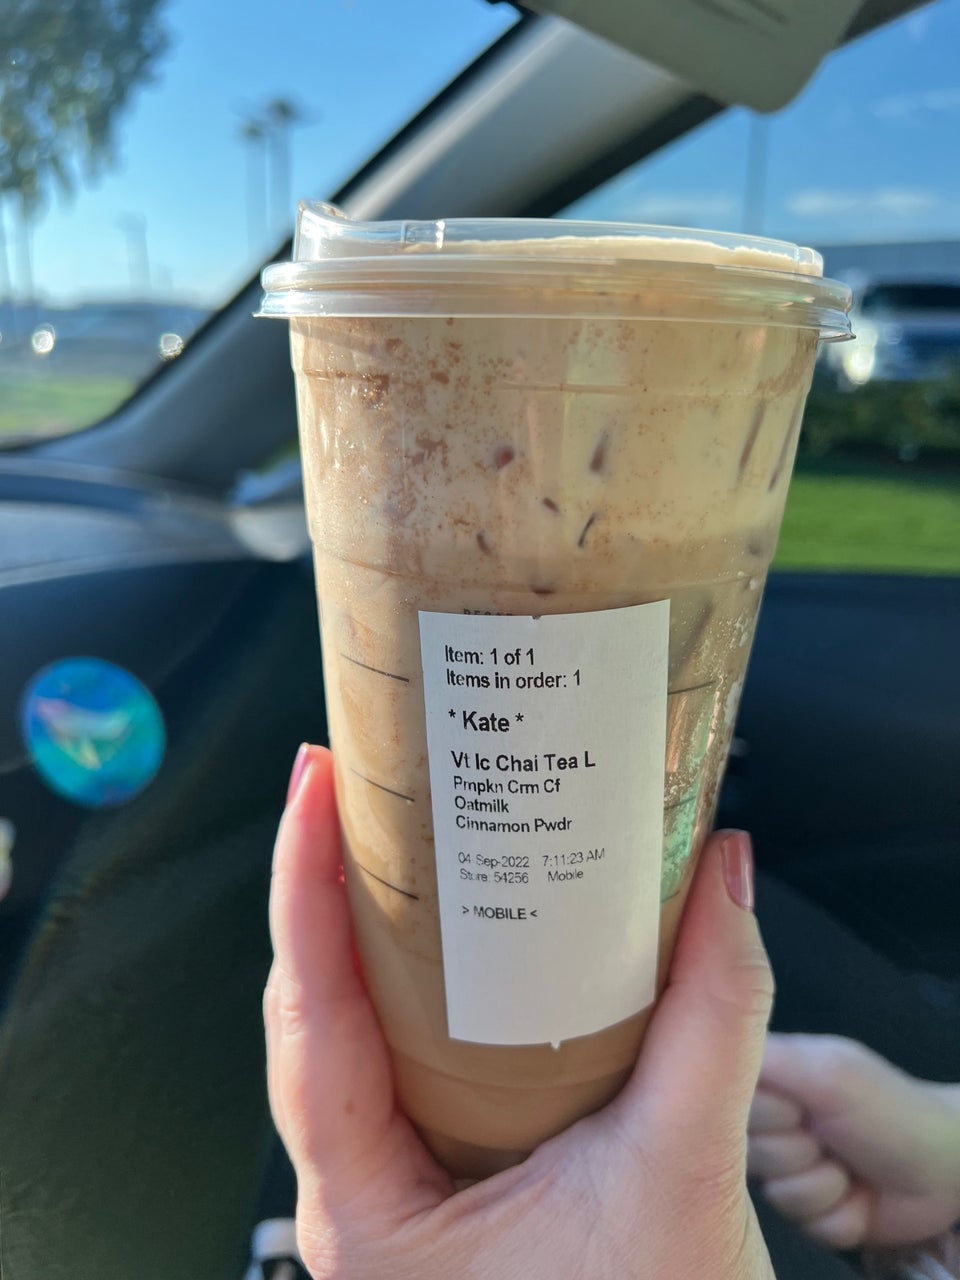 Item: 1 of 1
Items in order: 1
* Kate *
Vt Ic Chai Tea L
Pmpkn Crm Cf
Oatmilk
Cinnamon Pwdr
04-Sep-2022 7:11:23 AM
Store: 54256 Mobile
> MOBILE <